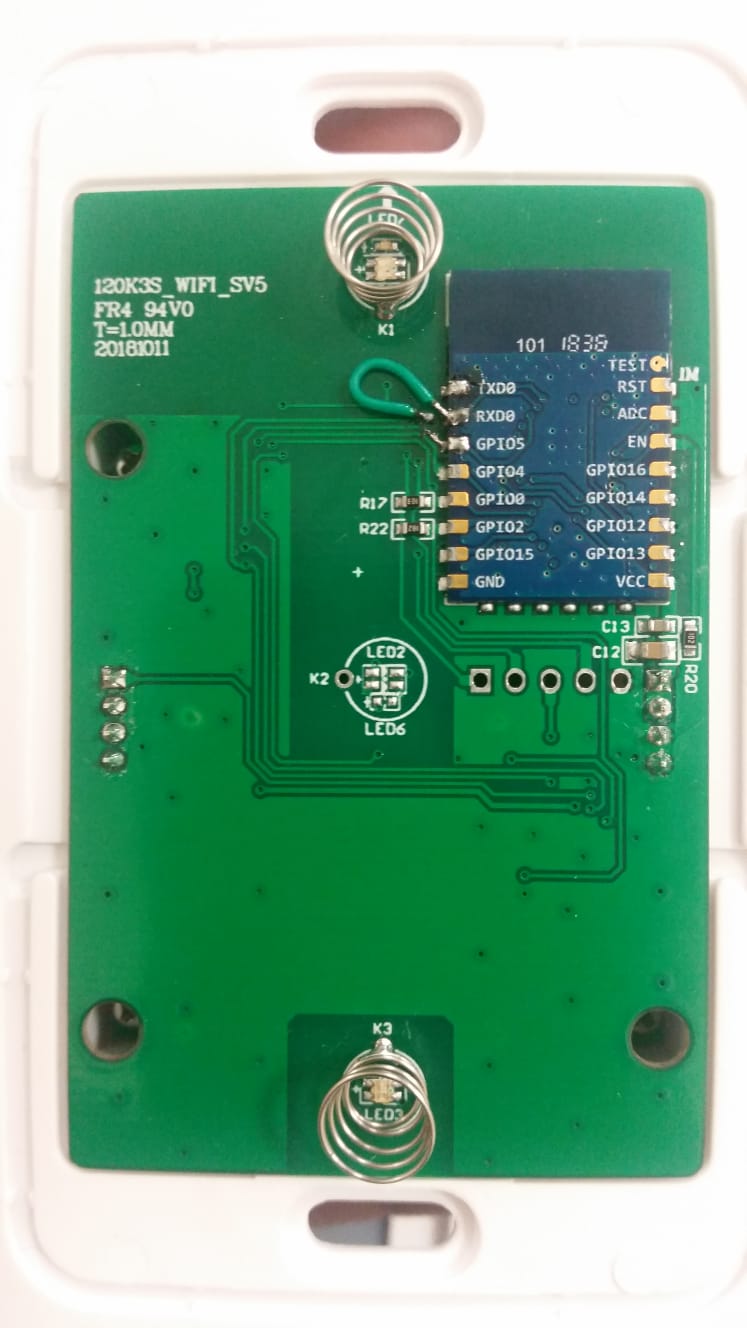 LED1
K1
120K3S_WIFI_SV5
FR4 94V0
T=1.0MM
20181011
101 1838
TEST
1M
TXD0
RST
RXD0
ADC
GPIO5
EN
GPIO4
GPIO16
R17
GPIO0
GPIO14
R22
GPIO2
GPIO12
GPIO15
GPIO13
GND
VCC
C13
C12
R20
LED2
K2
LED6
K3
LED3